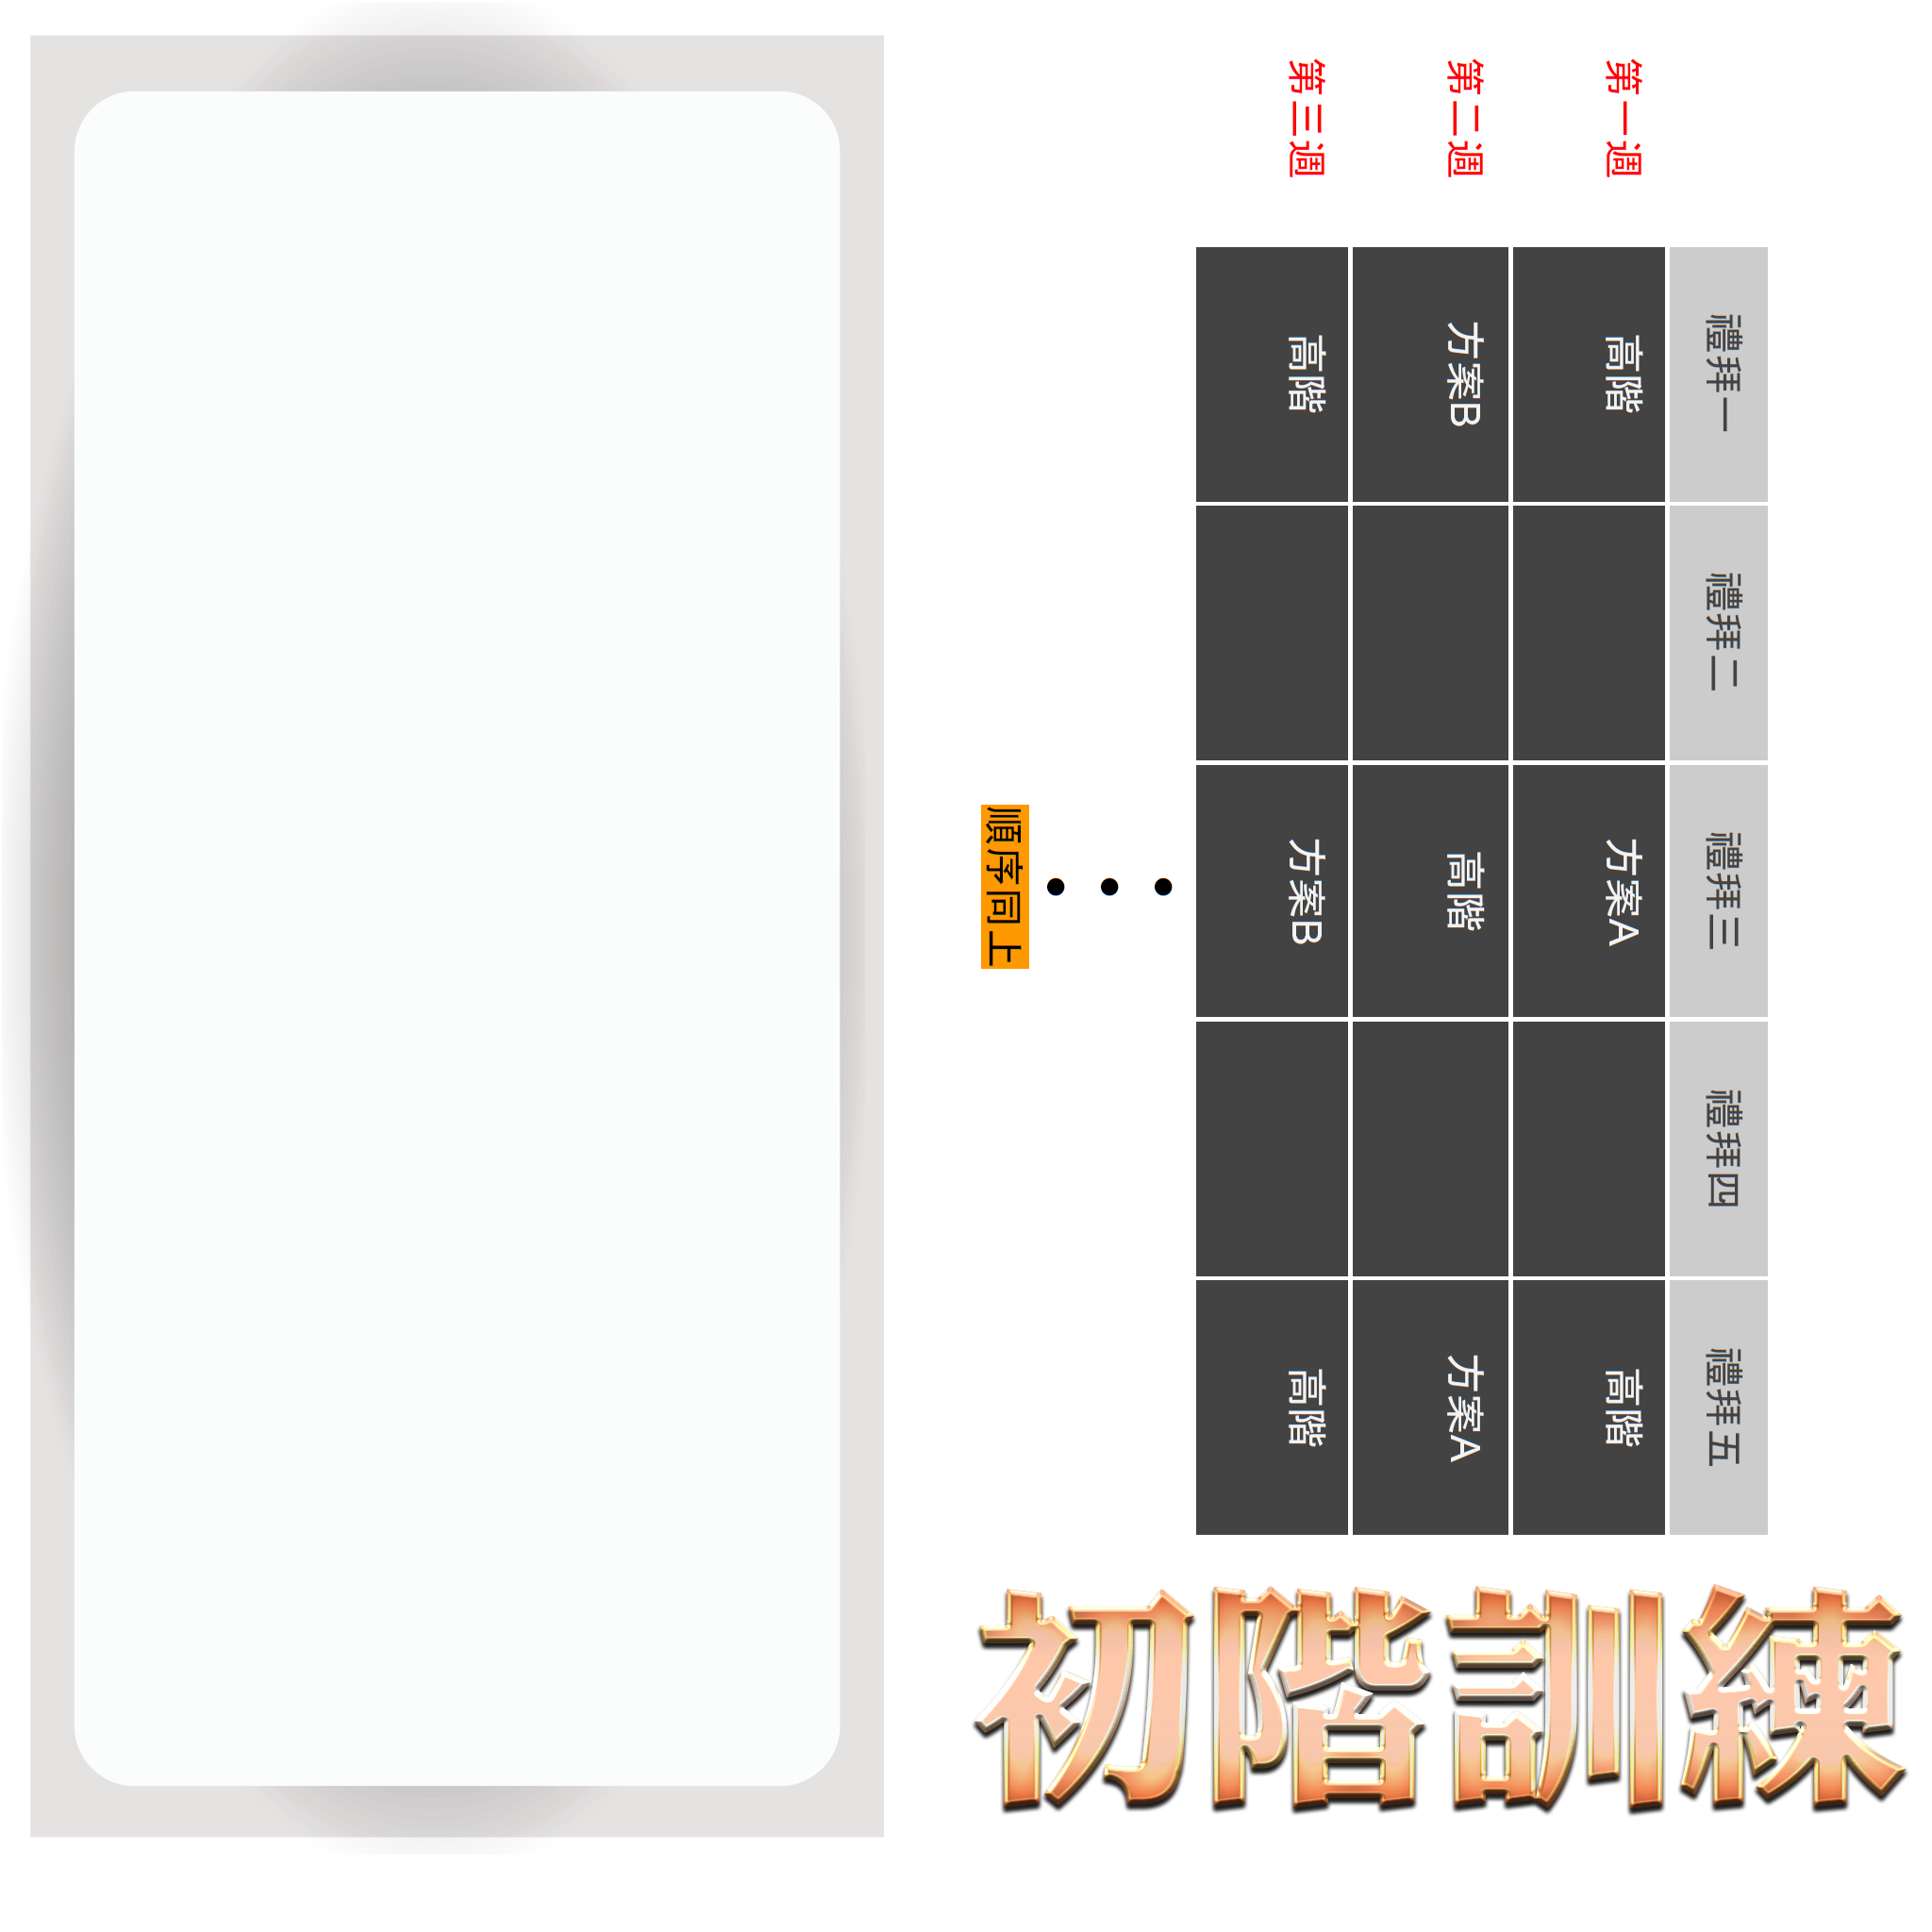 禮拜一 禮拜二 禮拜三 禮拜四 禮拜五
第一週 高階 方案A 高階
第二週 方案B 高階 方案A
第三週 高階 方案B 高階
順序同上
初階訓練